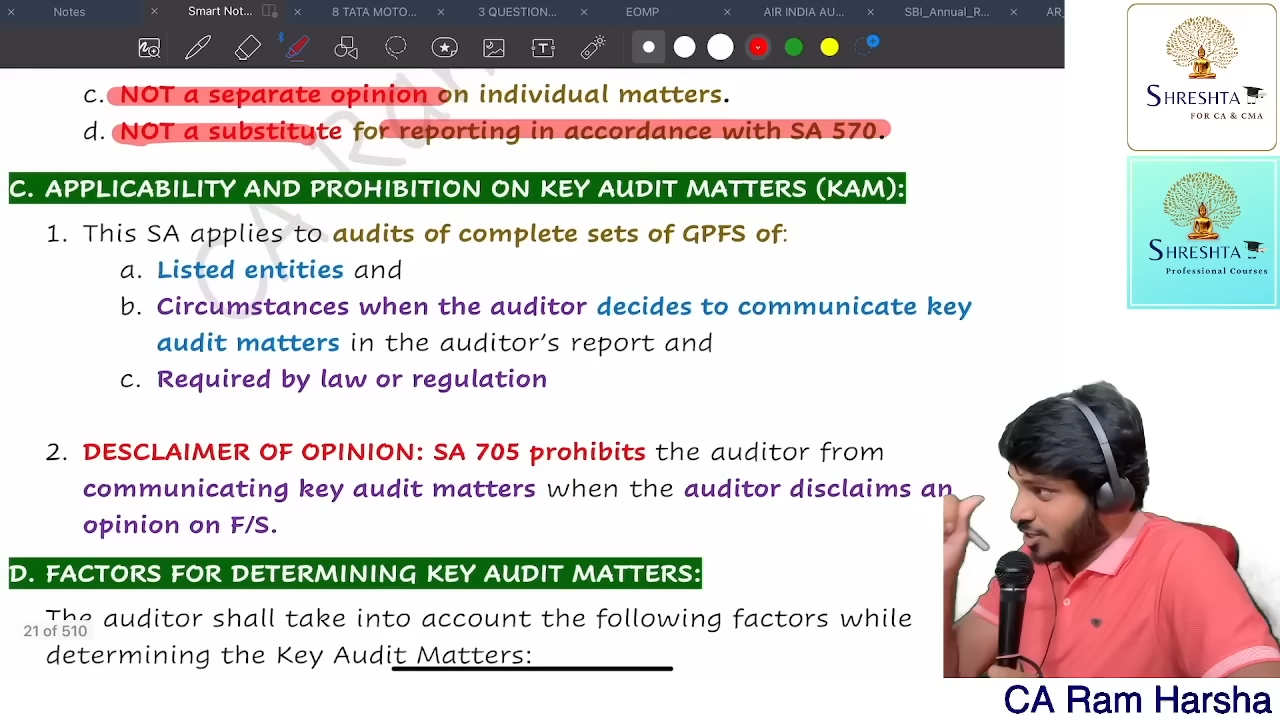 Notes
Smart Not...
8 TATA MOTO...
3 QUESTION...
EOMP
AIR INDIA AU...
SBI_Annual_R...
AR_
c. NOT a separate opinion on individual matters.
d. NOT a substitute for reporting in accordance with SA 570.
C. APPLICABILITY AND PROHIBITION ON KEY AUDIT MATTERS (KAM):
1. This SA applies to audits of complete sets of GPFS of:
a. Listed entities and
b. Circumstances when the auditor decides to communicate key
audit matters in the auditor's report and
c. Required by law or regulation
2. DESCLAIMER OF OPINION: SA 705 prohibits the auditor from
communicating key audit matters when the auditor disclaims an
opinion on F/S.
D. FACTORS FOR DETERMINING KEY AUDIT MATTERS:
The auditor shall take into account the following factors while
21 of 510
determining the Key Audit Matters:
SHRESHTA
FOR CA & CMA
SHRESHTA
Professional Courses
CA Ram Harsha